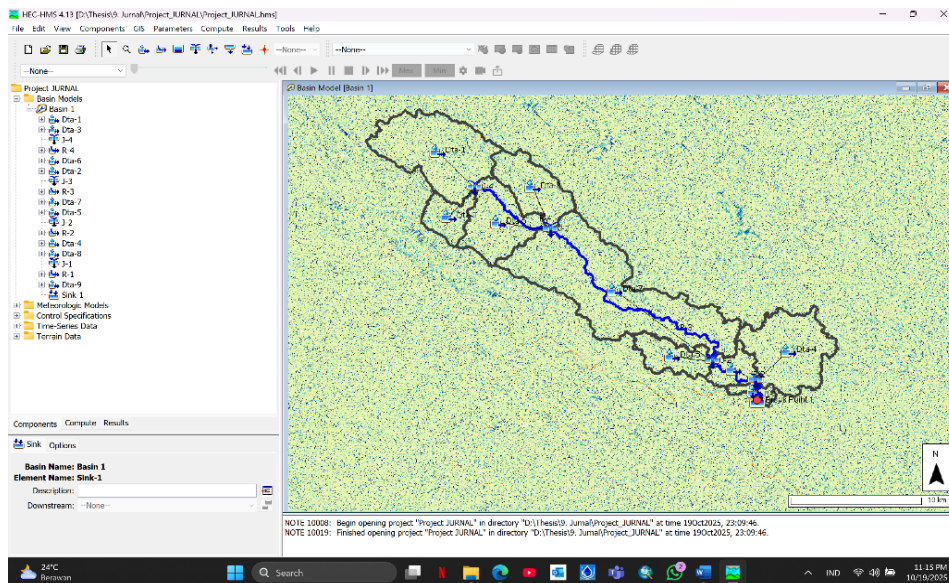 HEC-HMS 4.13 [D:\Thesis\9. Jurnal\Project_JURNAL\Project_JURNAL.hms]
File Edit View Components GIS Parameters Compute Results Tools Help
--None-- --None--
--None--
Project JURNAL
Basin Models
Basin 1
Dta-1
Dta-3
J-4
R-4
Dta-6
Dta-2
J-3
R-3
Dta-7
Dta-5
J-2
R-2
Dta-4
Dta-8
J-1
R-1
Dta-9
Sink 1
Meteorologic Models
Control Specifications
Time-Series Data
Terrain Data
Components Compute Results
Sink Options
Basin Name: Basin 1
Element Name: Sink-1
Description:
Downstream: --None--
Basin Model [Basin 1]
Dta-1
Dta-4
N
10 km
NOTE 10008: Begin opening project "Project JURNAL" in directory "D:\Thesis\9. Jurnal\Project_JURNAL" at time 19Oct2025, 23:09:46.
NOTE 10019: Finished opening project "Project JURNAL" in directory "D:\Thesis\9. Jurnal\Project_JURNAL" at time 19Oct2025, 23:09:46.
24°C
Berawan
Search
IND
11:15 PM
10/19/2025